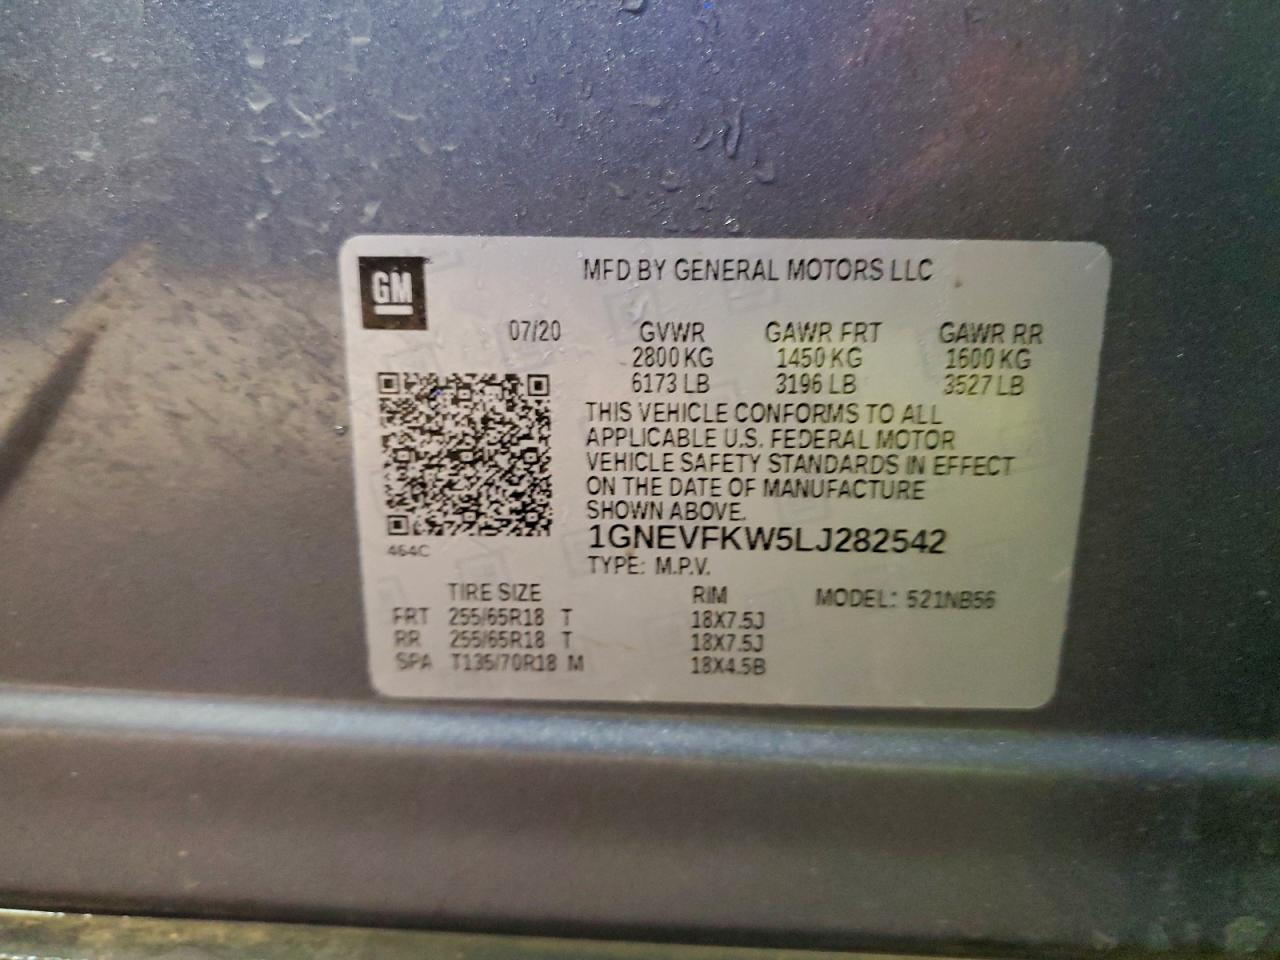 GM
MFD BY GENERAL MOTORS LLC
07/20 GVWR GAWR FRT GAWR RR
2800 KG 1450 KG 1600 KG
6173 LB 3196 LB 3527 LB
THIS VEHICLE CONFORMS TO ALL
APPLICABLE U.S. FEDERAL MOTOR
VEHICLE SAFETY STANDARDS IN EFFECT
ON THE DATE OF MANUFACTURE
SHOWN ABOVE.
1GNEVFKW5LJ282542
464C
TYPE: M.P.V.
TIRE SIZE RIM MODEL: 521NB56
FRT 255/65R18 T 18X7.5J
RR 255/65R18 T 18X7.5J
SPA T135/70R18 M 18X4.5B